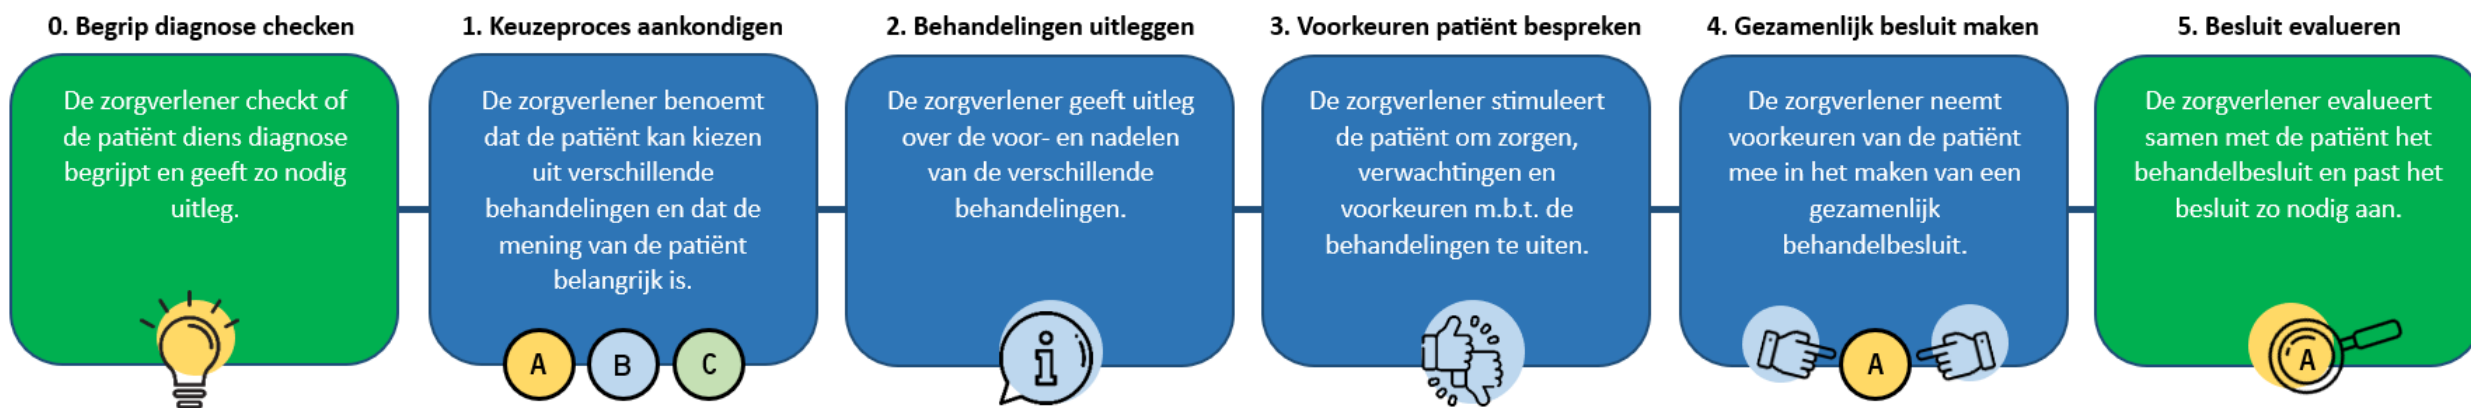 0. Begrip diagnose checken
De zorgverlener checkt of
de patiënt diens diagnose
begrijpt en geeft zo nodig
uitleg.
1. Keuzeproces aankondigen
De zorgverlener benoemt
dat de patiënt kan kiezen
uit verschillende
behandelingen en dat de
mening van de patiënt
belangrijk is.
A B C
2. Behandelingen uitleggen
De zorgverlener geeft uitleg
over de voor- en nadelen
van de verschillende
behandelingen.
i
3. Voorkeuren patiënt bespreken
De zorgverlener stimuleert
de patiënt om zorgen,
verwachtingen en
voorkeuren m.b.t. de
behandelingen te uiten.
4. Gezamenlijk besluit maken
De zorgverlener neemt
voorkeuren van de patiënt
mee in het maken van een
gezamenlijk
behandelbesluit.
A
5. Besluit evalueren
De zorgverlener evalueert
samen met de patiënt het
behandelbesluit en past het
besluit zo nodig aan.
A